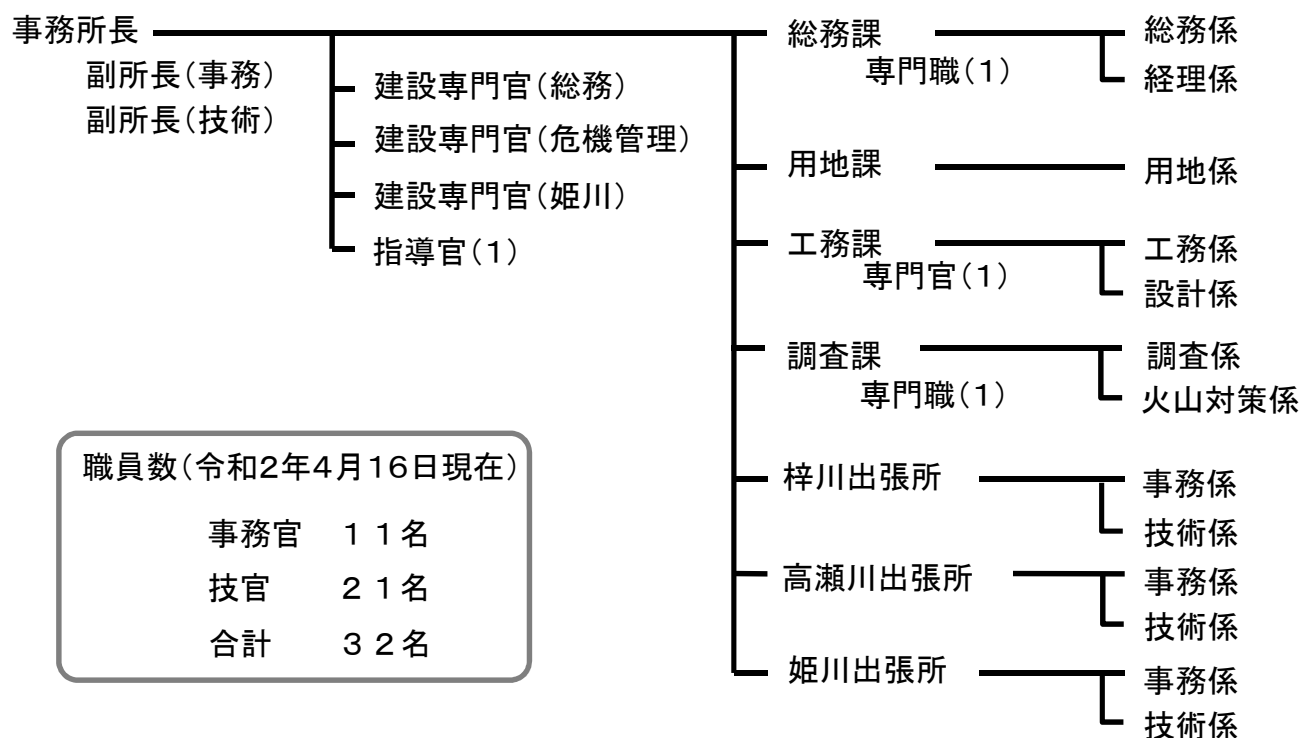 事務所長
副所長(事務)
副所長(技術)
建設専門官(総務)
建設専門官(危機管理)
建設専門官(姫川)
指導官(1)
総務課
専門職(1)
総務係
経理係
用地課
用地係
工務課
専門官(1)
工務係
設計係
調査課
専門職(1)
調査係
火山対策係
梓川出張所
事務係
技術係
高瀬川出張所
事務係
技術係
姫川出張所
事務係
技術係
職員数(令和2年4月16日現在)
事務官 11名
技官 21名
合計 32名